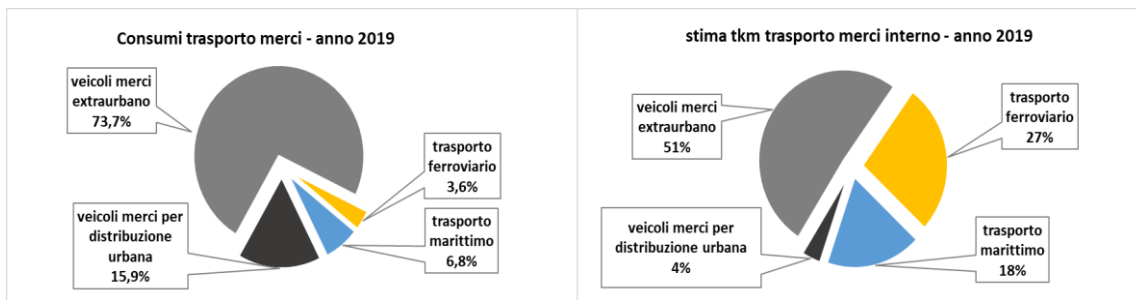 Consumi trasporto merci - anno 2019
veicoli merci
extraurbano
73,7%
trasporto
ferroviario
3,6%
veicoli merci per
distribuzione
urbana
15,9%
trasporto
marittimo
6,8%
stima tkm trasporto merci interno - anno 2019
veicoli merci
extraurbano
51%
trasporto
ferroviario
27%
veicoli merci per
distribuzione urbana
4%
trasporto
marittimo
18%